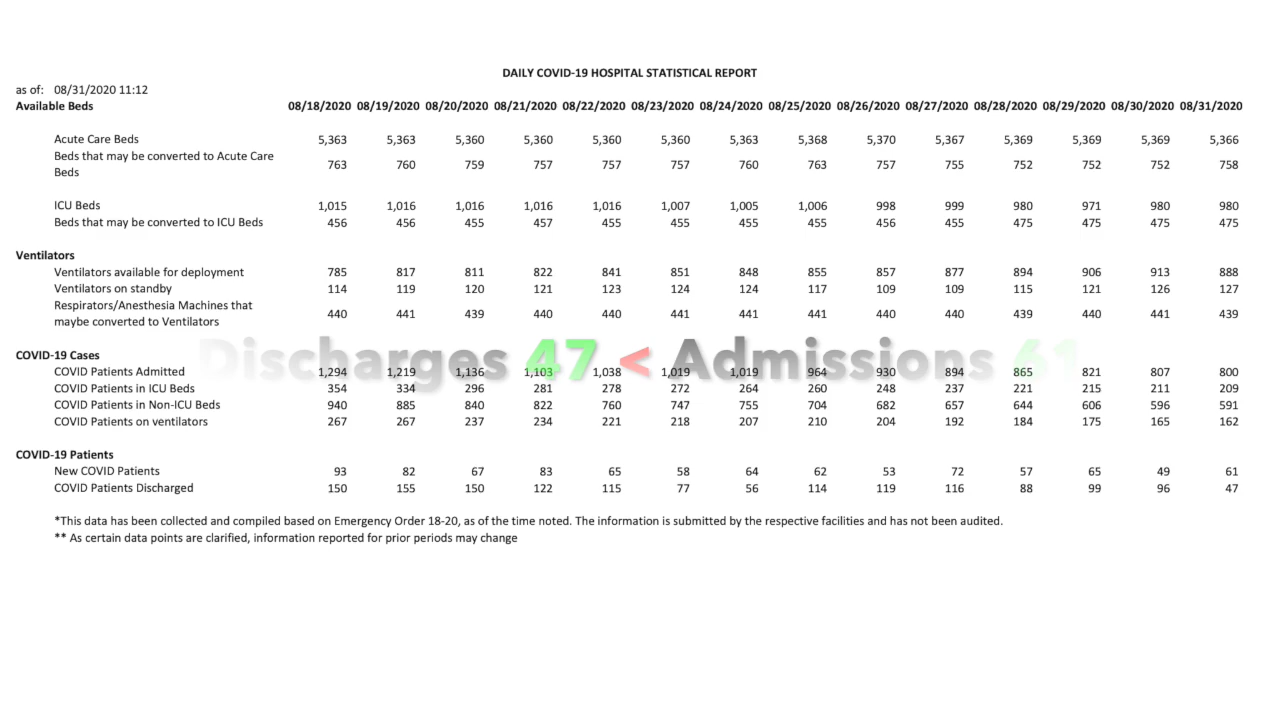 DAILY COVID-19 HOSPITAL STATISTICAL REPORT
as of: 08/31/2020 11:12
Available Beds 08/18/2020 08/19/2020 08/20/2020 08/21/2020 08/22/2020 08/23/2020 08/24/2020 08/25/2020 08/26/2020 08/27/2020 08/28/2020 08/29/2020 08/30/2020 08/31/2020
Acute Care Beds 5,363 5,363 5,360 5,360 5,360 5,360 5,363 5,368 5,370 5,367 5,369 5,369 5,369 5,366
Beds that may be converted to Acute Care
Beds 763 760 759 757 757 757 760 763 757 755 752 752 752 758
ICU Beds 1,015 1,016 1,016 1,016 1,016 1,007 1,005 1,006 998 999 980 971 980 980
Beds that may be converted to ICU Beds 456 456 455 457 455 455 455 455 456 455 475 475 475 475
Ventilators
Ventilators available for deployment 785 817 811 822 841 851 848 855 857 877 894 906 913 888
Ventilators on standby 114 119 120 121 123 124 124 117 109 109 115 121 126 127
Respirators/Anesthesia Machines that
maybe converted to Ventilators 440 441 439 440 440 441 441 441 440 440 439 440 441 439
Discharges 47 < Admissions 61
COVID-19 Cases
COVID Patients Admitted 1,294 1,219 1,136 1,103 1,038 1,019 1,019 964 930 894 865 821 807 800
COVID Patients in ICU Beds 354 334 296 281 278 272 264 260 248 237 221 215 211 209
COVID Patients in Non-ICU Beds 940 885 840 822 760 747 755 704 682 657 644 606 596 591
COVID Patients on ventilators 267 267 237 234 221 218 207 210 204 192 184 175 165 162
COVID-19 Patients
New COVID Patients 93 82 67 83 65 58 64 62 53 72 57 65 49 61
COVID Patients Discharged 150 155 150 122 115 77 56 114 119 116 88 99 96 47
*This data has been collected and compiled based on Emergency Order 18-20, as of the time noted. The information is submitted by the respective facilities and has not been audited.
** As certain data points are clarified, information reported for prior periods may change